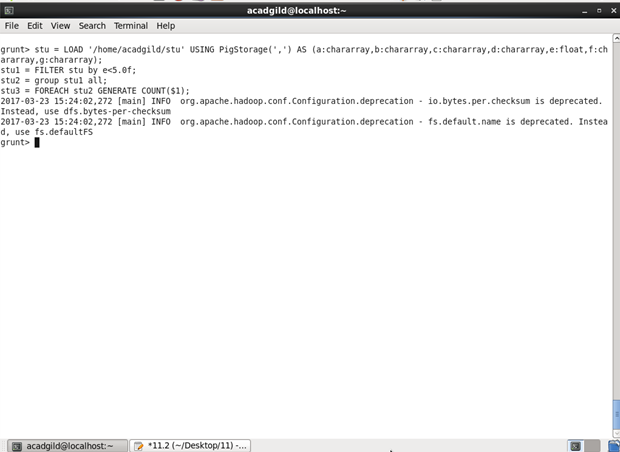 acadgild@localhost:~
File Edit View Search Terminal Help
grunt> stu = LOAD '/home/acadgild/stu' USING PigStorage(',') AS (a:chararray,b:chararray,c:chararray,d:chararray,e:float,f:ch
ararray,g:chararray);
stu1 = FILTER stu by e<5.0f;
stu2 = group stu1 all;
stu3 = FOREACH stu2 GENERATE COUNT($1);
2017-03-23 15:24:02,272 [main] INFO  org.apache.hadoop.conf.Configuration.deprecation - io.bytes.per.checksum is deprecated.
Instead, use dfs.bytes-per-checksum
2017-03-23 15:24:02,272 [main] INFO  org.apache.hadoop.conf.Configuration.deprecation - fs.default.name is deprecated. Instea
d, use fs.defaultFS
grunt>
acadgild@localhost:~
*11.2 (~/Desktop/11) -...